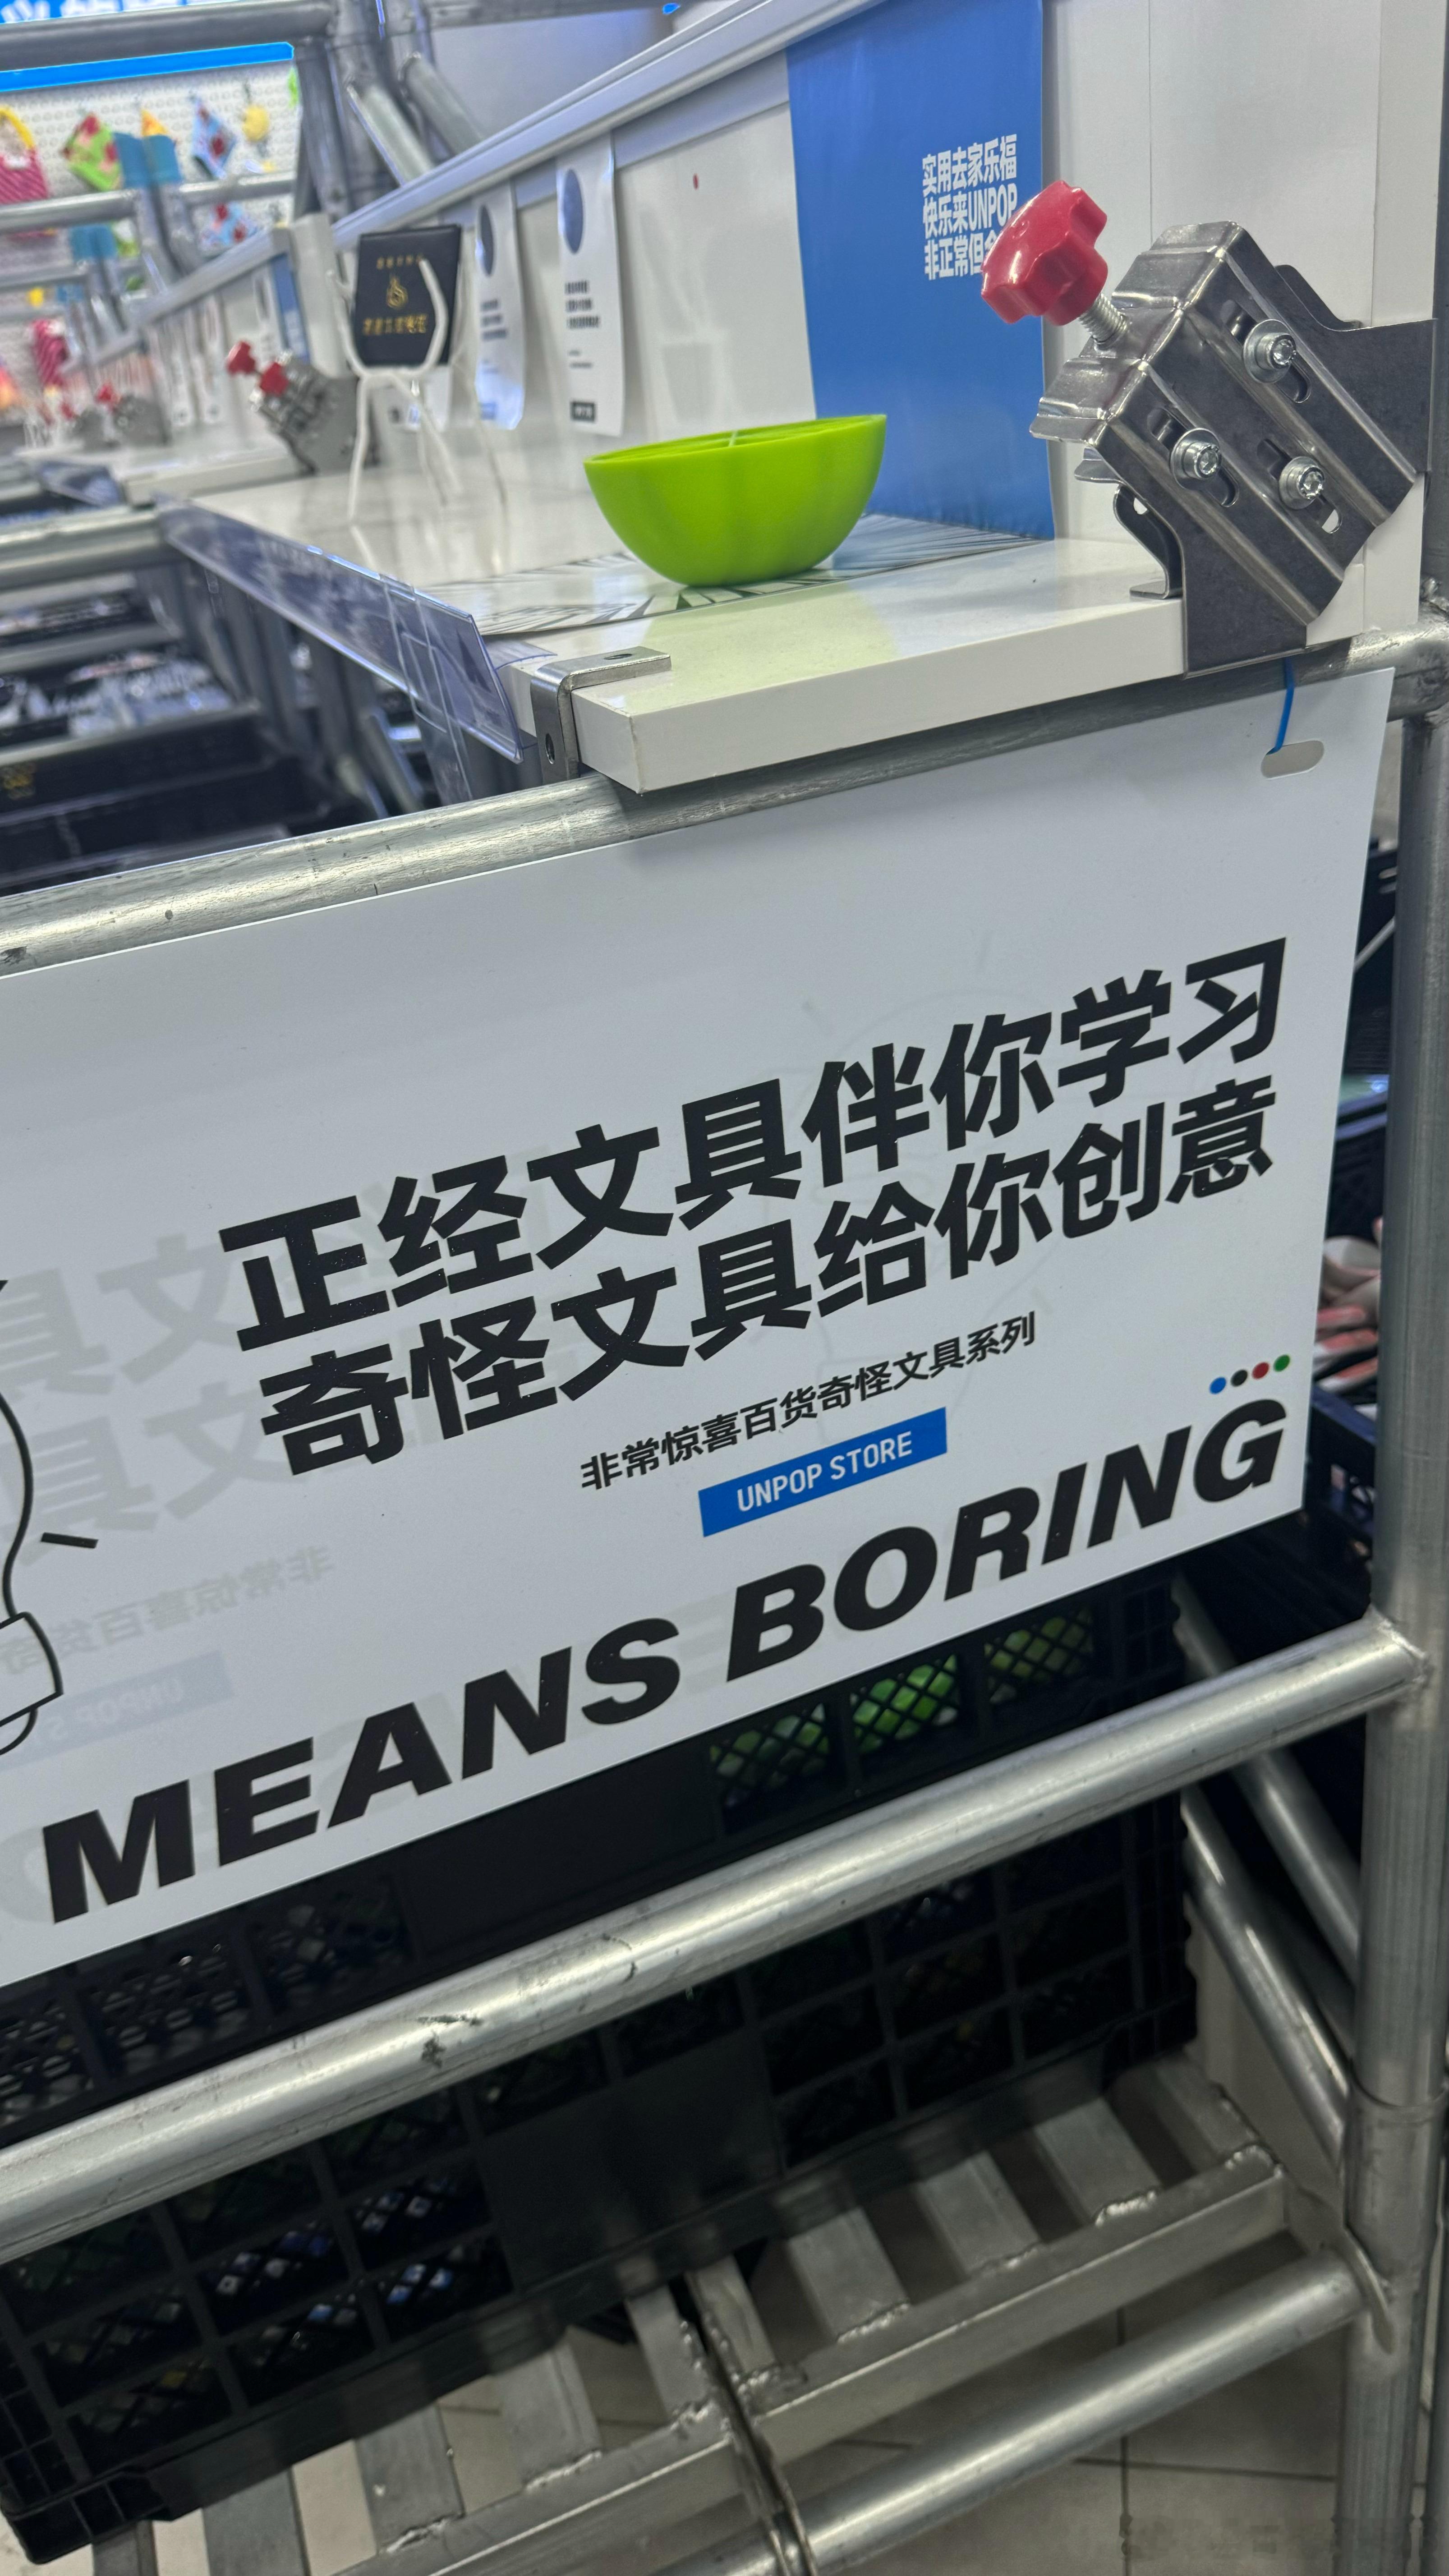 实用去家乐福
快乐来UNPOP
非正常但
正经文具伴你学习
奇怪文具给你创意
非常惊喜百货奇怪文具系列
UNPOP STORE
MEANS BORING